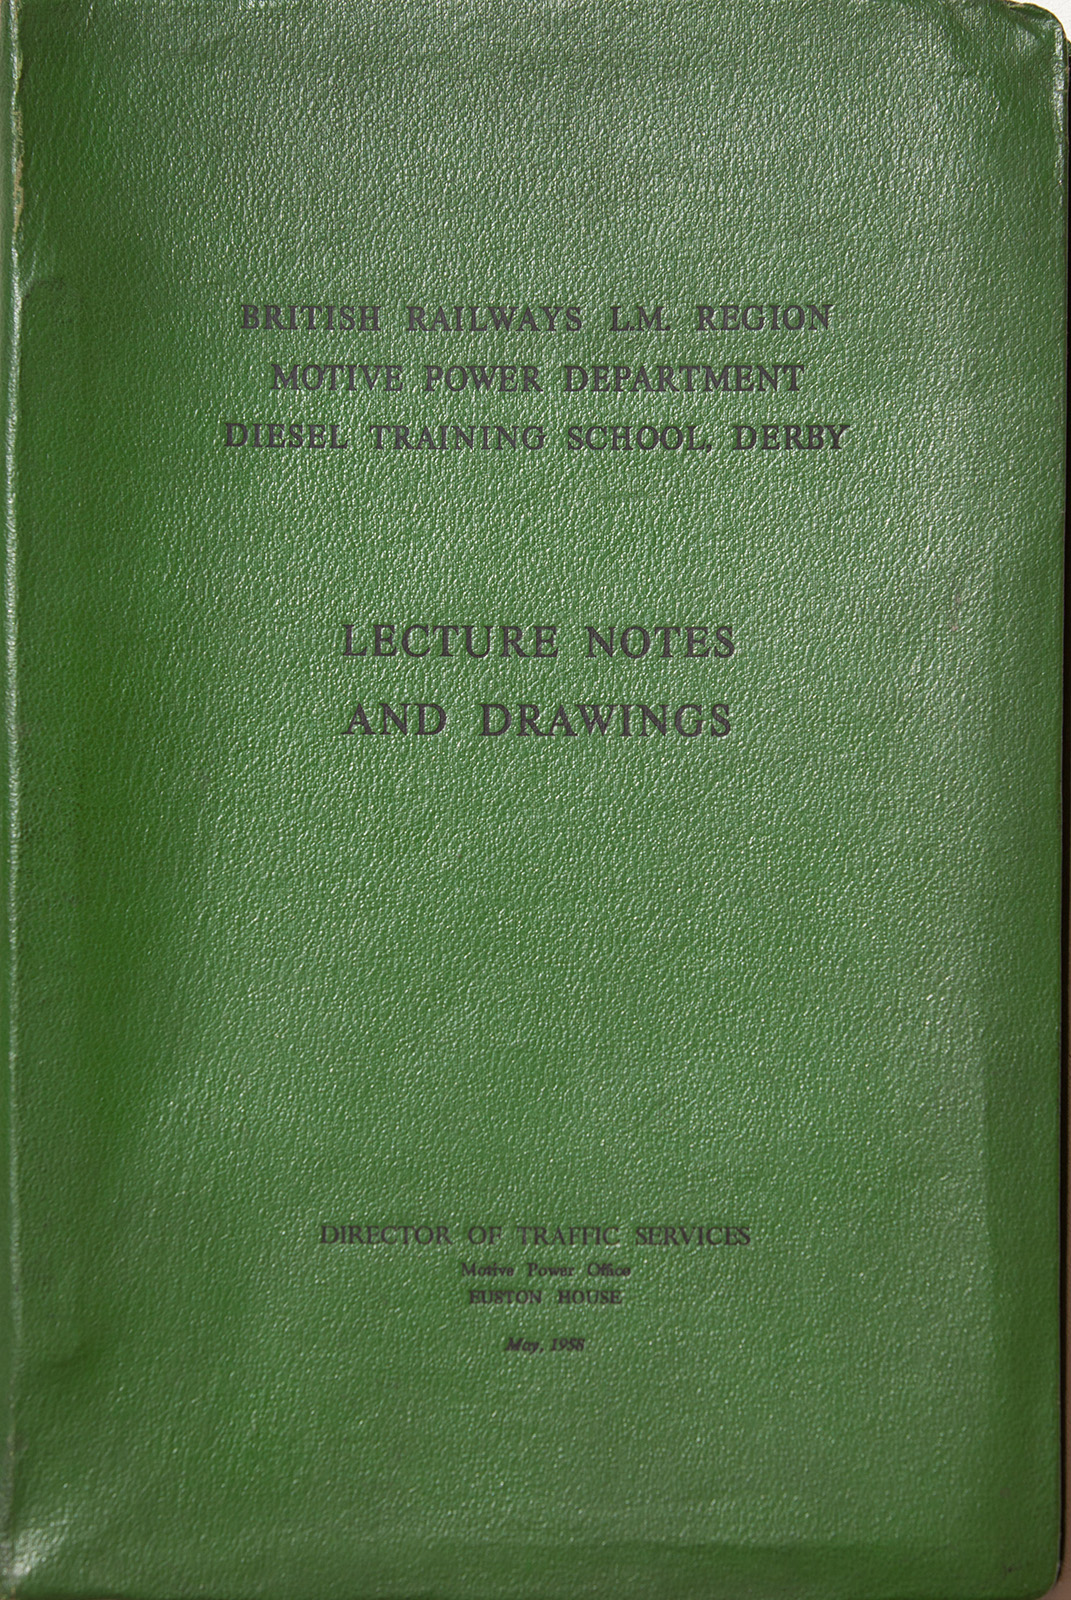 BRITISH RAILWAYS L.M. REGION
MOTIVE POWER DEPARTMENT
DIESEL TRAINING SCHOOL, DERBY
LECTURE NOTES
AND DRAWINGS
DIRECTOR OF TRAFFIC SERVICES
Motive Power Office
EUSTON HOUSE
May, 1958